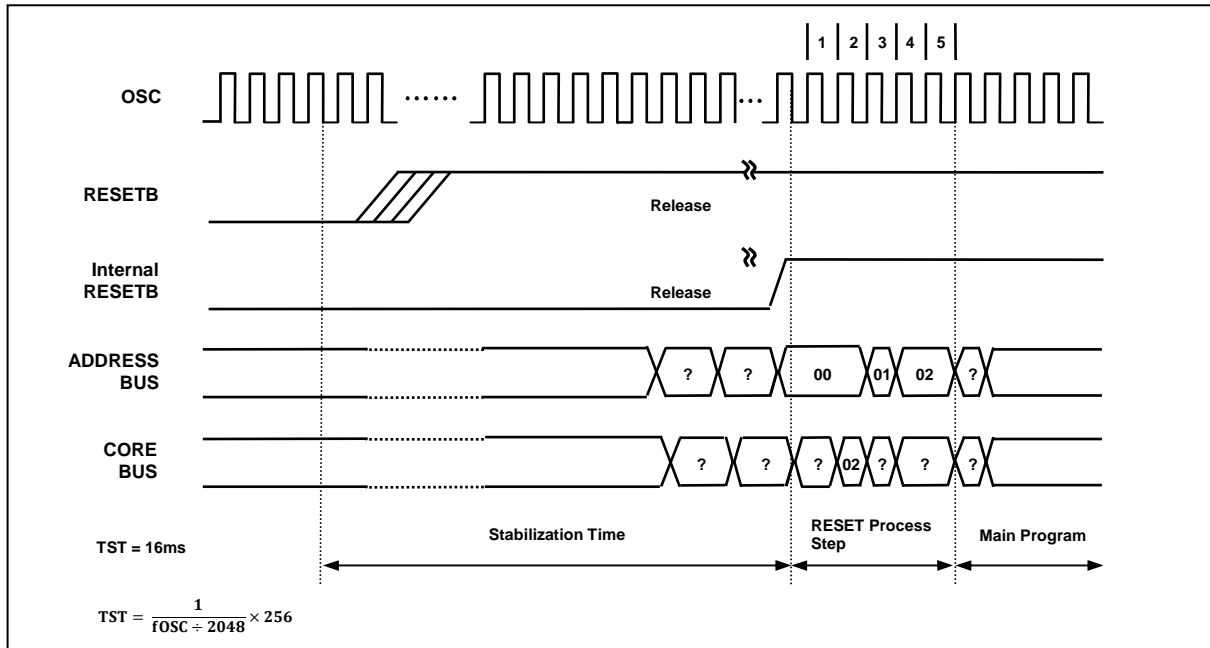 1 2 3 4 5
OSC
...... ...
RESETB
Release
Internal
RESETB
Release
ADDRESS
BUS
? ? 00 01 02 ?
CORE
BUS
? ? ? 02 ? ? ?
TST = 16ms
Stabilization Time
RESET Process
Step
Main Program
TST = 1 / fOSC ÷ 2048 × 256